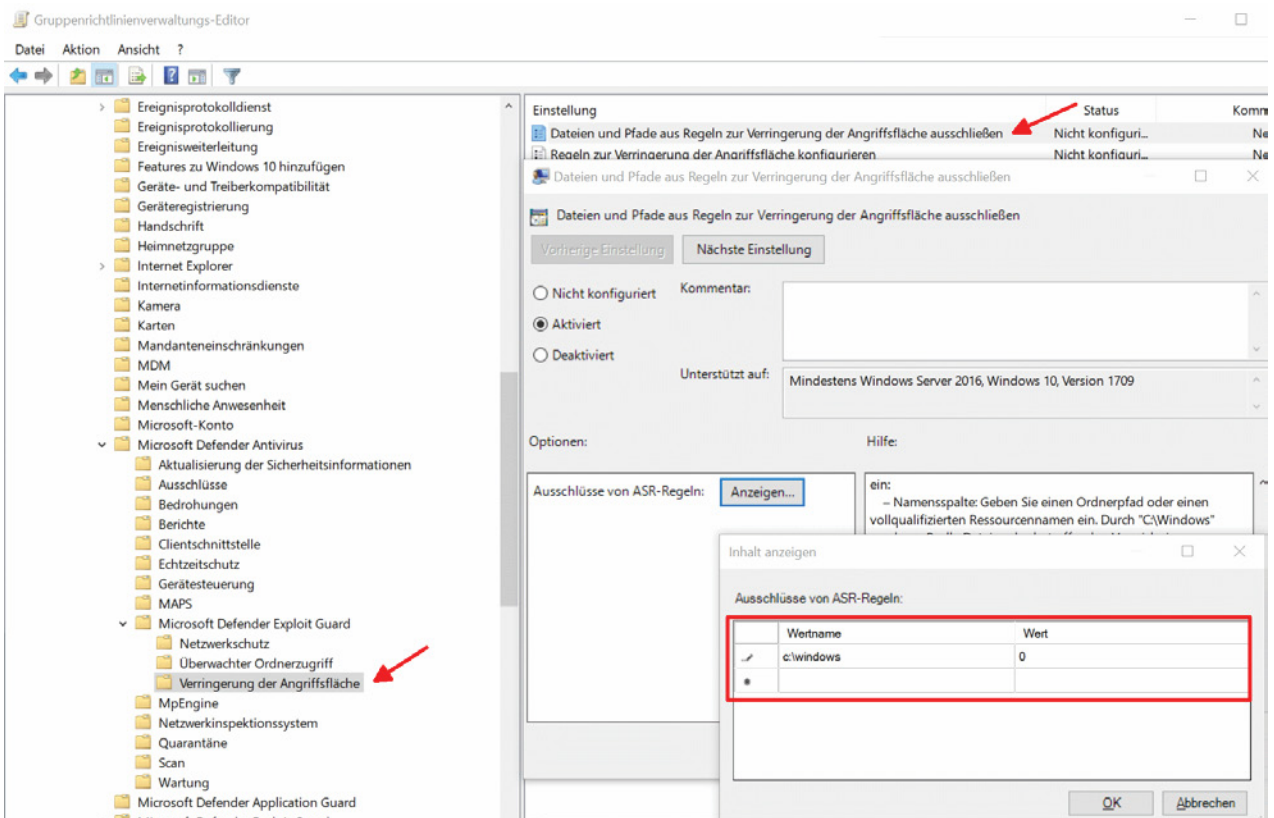 Gruppenrichtlinienverwaltungs-Editor
Datei Aktion Ansicht ?
Ereignisprotokolldienst
Ereignisprotokollierung
Ereignisweiterleitung
Features zu Windows 10 hinzufügen
Geräte- und Treiberkompatibilität
Geräteregistrierung
Handschrift
Heimnetzgruppe
Internet Explorer
Internetinformationsdienste
Kamera
Karten
Mandanteneinschränkungen
MDM
Mein Gerät suchen
Menschliche Anwesenheit
Microsoft-Konto
Microsoft Defender Antivirus
Aktualisierung der Sicherheitsinformationen
Ausschlüsse
Bedrohungen
Berichte
Clientschnittstelle
Echtzeitschutz
Gerätesteuerung
MAPS
Microsoft Defender Exploit Guard
Netzwerkschutz
Überwachter Ordnerzugriff
Verringerung der Angriffsfläche
MpEngine
Netzwerkinspektionssystem
Quarantäne
Scan
Wartung
Microsoft Defender Application Guard
Einstellung Status Komm
Dateien und Pfade aus Regeln zur Verringerung der Angriffsfläche ausschließen Nicht konfiguri... Ne
Regeln zur Verringerung der Angriffsfläche konfigurieren Nicht konfiguri... Ne
Dateien und Pfade aus Regeln zur Verringerung der Angriffsfläche ausschließen
Dateien und Pfade aus Regeln zur Verringerung der Angriffsfläche ausschließen
Vorherige Einstellung Nächste Einstellung
Nicht konfiguriert Kommentar:
Aktiviert
Deaktiviert
Unterstützt auf: Mindestens Windows Server 2016, Windows 10, Version 1709
Optionen: Hilfe:
Ausschlüsse von ASR-Regeln: Anzeigen...
ein:
– Namensspalte: Geben Sie einen Ordnerpfad oder einen
vollqualifizierten Ressourcennamen ein. Durch "C:\Windows"
Inhalt anzeigen
Ausschlüsse von ASR-Regeln:
Wertname Wert
c:\windows 0
OK Abbrechen